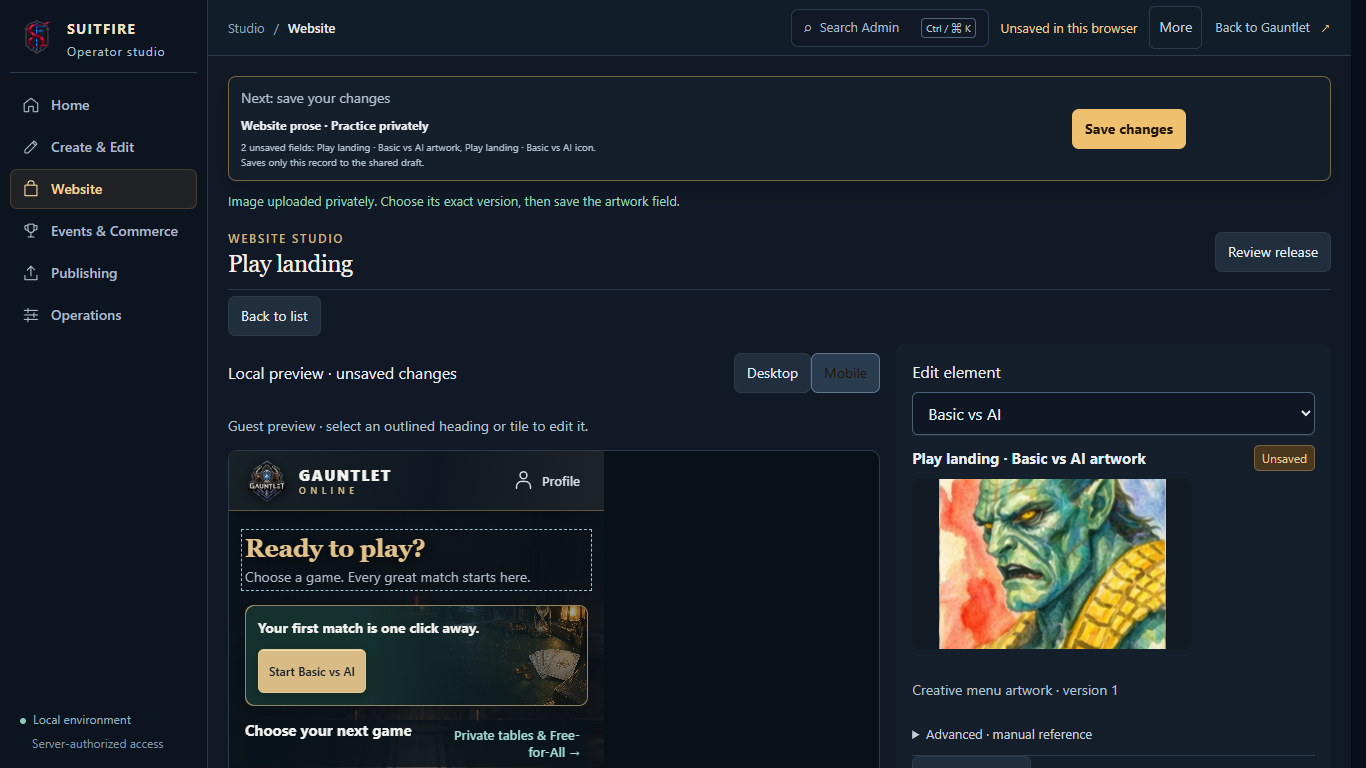 SUITFIRE
Operator studio
Home
Create & Edit
Website
Events & Commerce
Publishing
Operations
Local environment
Server-authorized access
Studio / Website
Search Admin Ctrl / ⌘ K
Unsaved in this browser
More
Back to Gauntlet ↗
Next: save your changes
Website prose · Practice privately
2 unsaved fields: Play landing · Basic vs AI artwork, Play landing · Basic vs AI icon.
Saves only this record to the shared draft.
Save changes
Image uploaded privately. Choose its exact version, then save the artwork field.
WEBSITE STUDIO
Play landing
Review release
Back to list
Local preview · unsaved changes
Desktop
Mobile
Guest preview · select an outlined heading or tile to edit it.
GAUNTLET
GAUNTLET
ONLINE
Profile
Ready to play?
Choose a game. Every great match starts here.
Your first match is one click away.
Start Basic vs AI
Choose your next game
Private tables & Free-
for-All →
Edit element
Basic vs AI
Play landing · Basic vs AI artwork
Unsaved
Creative menu artwork · version 1
▶ Advanced · manual reference